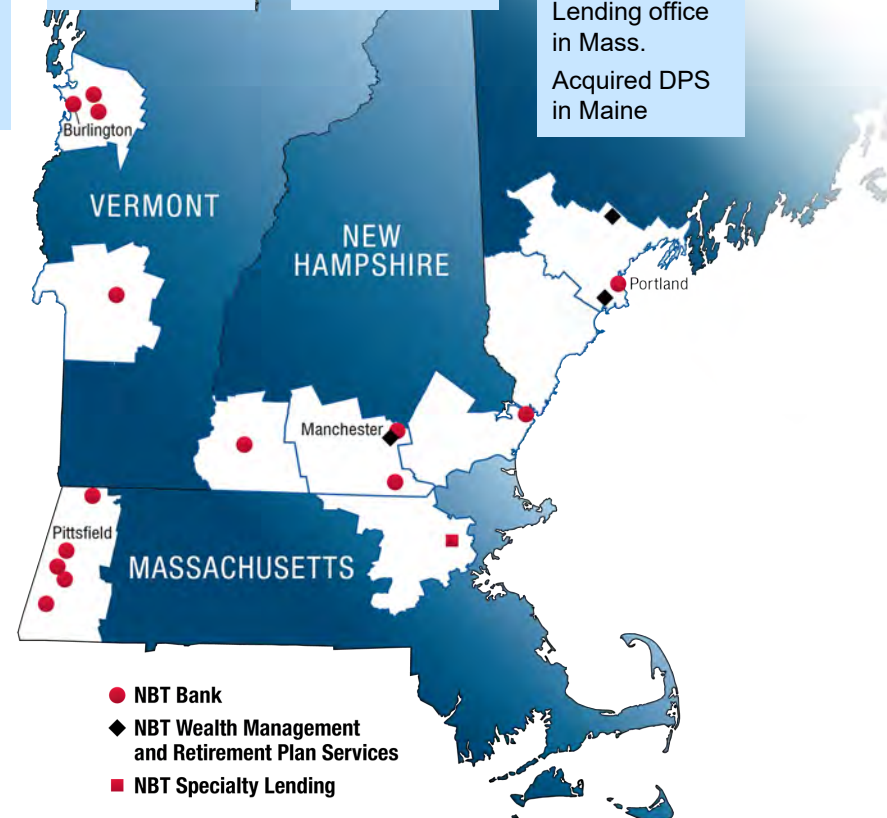 Lending office
in Mass.
Acquired DPS
in Maine
Burlington
VERMONT
NEW
HAMPSHIRE
Portland
Manchester
Pittsfield
MASSACHUSETTS
NBT Bank
NBT Wealth Management
and Retirement Plan Services
NBT Specialty Lending